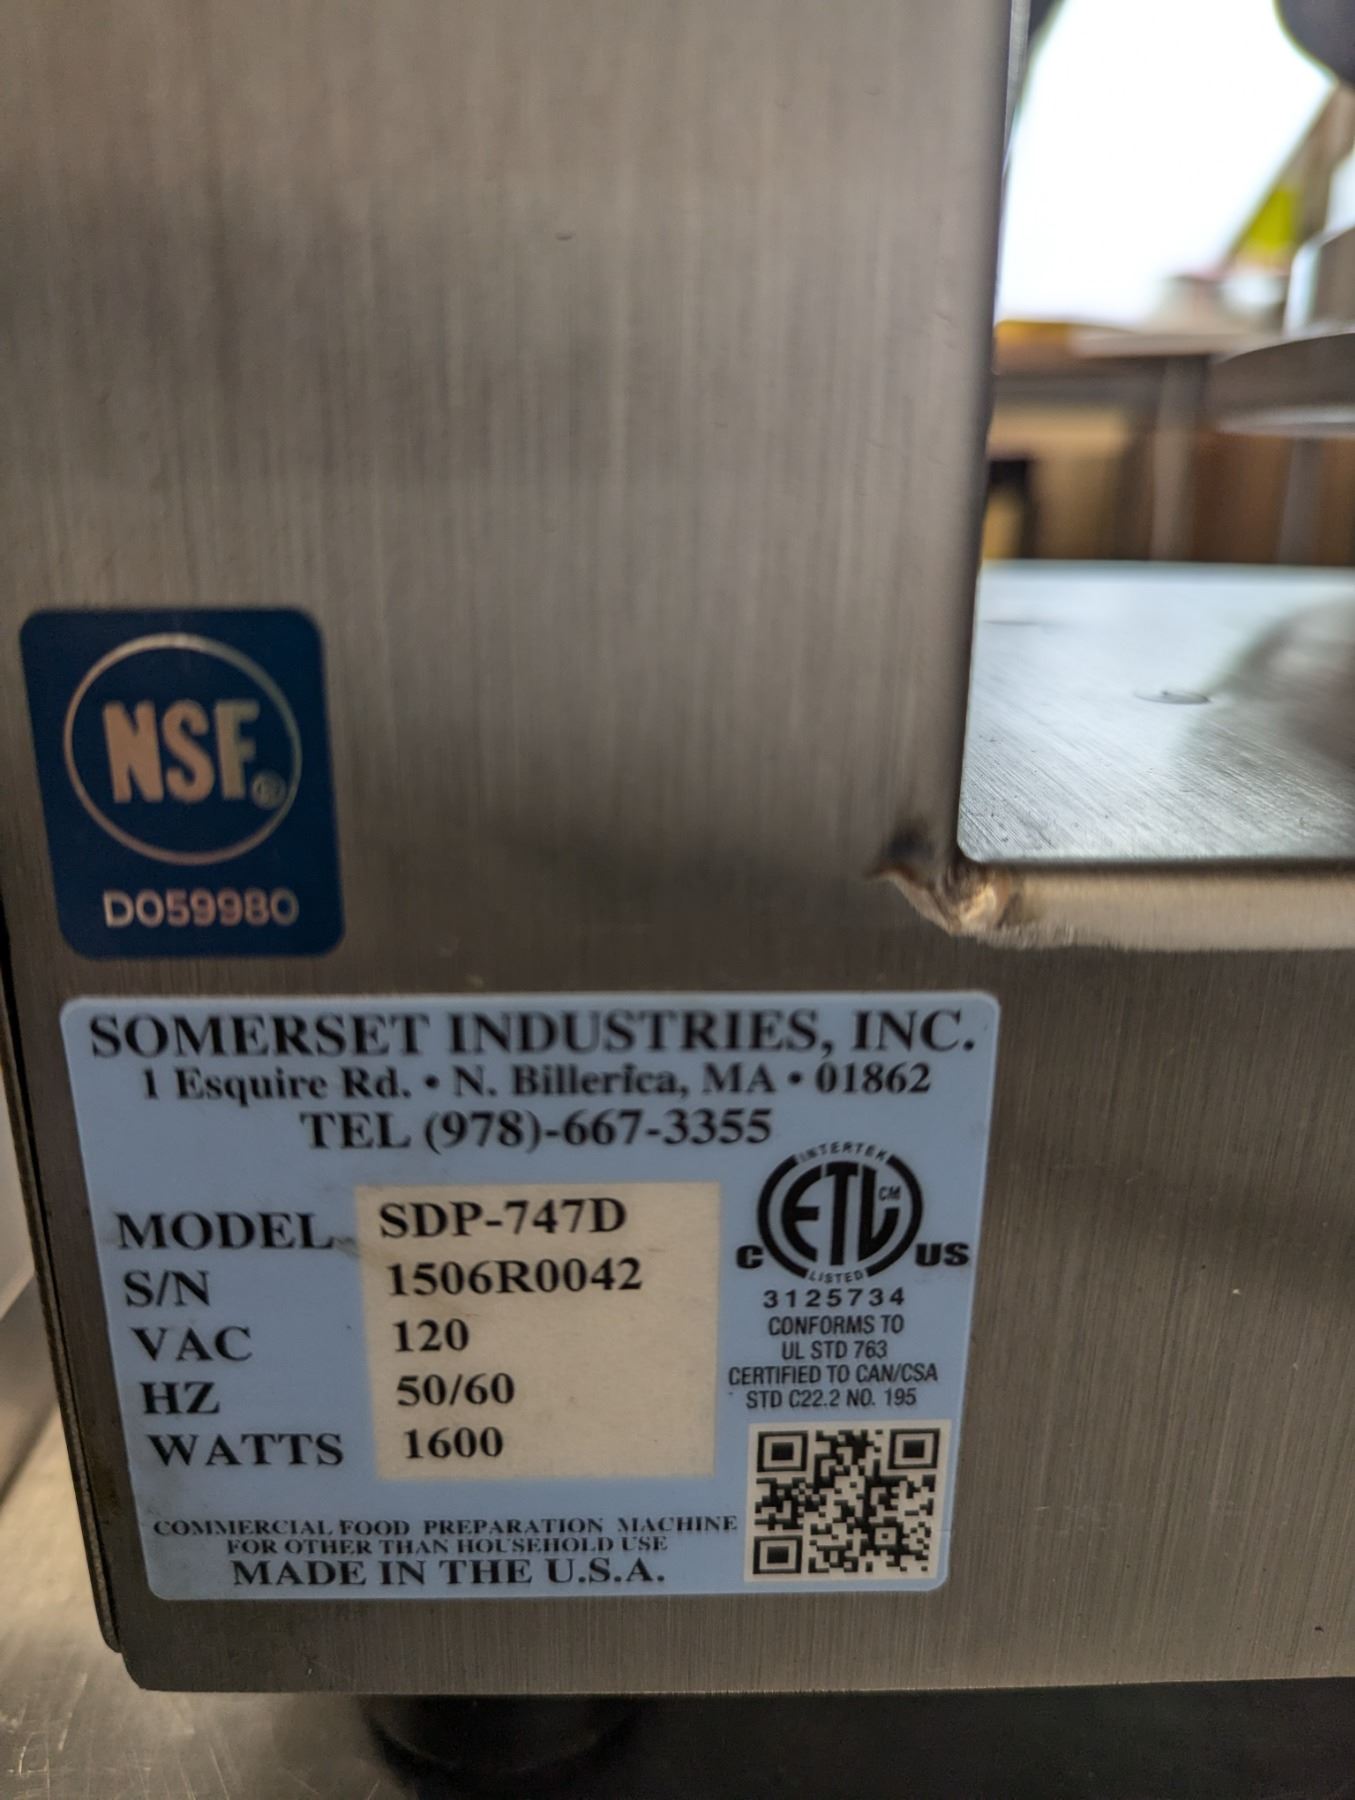 NSF®
D059980
SOMERSET INDUSTRIES, INC.
1 Esquire Rd. • N. Billerica, MA • 01862
TEL (978)-667-3355
MODEL SDP-747D
S/N 1506R0042
VAC 120
HZ 50/60
WATTS 1600
INTERTEK
ETL CM
C US
LISTED
3125734
CONFORMS TO
UL STD 763
CERTIFIED TO CAN/CSA
STD C22.2 NO. 195
COMMERCIAL FOOD PREPARATION MACHINE
FOR OTHER THAN HOUSEHOLD USE
MADE IN THE U.S.A.